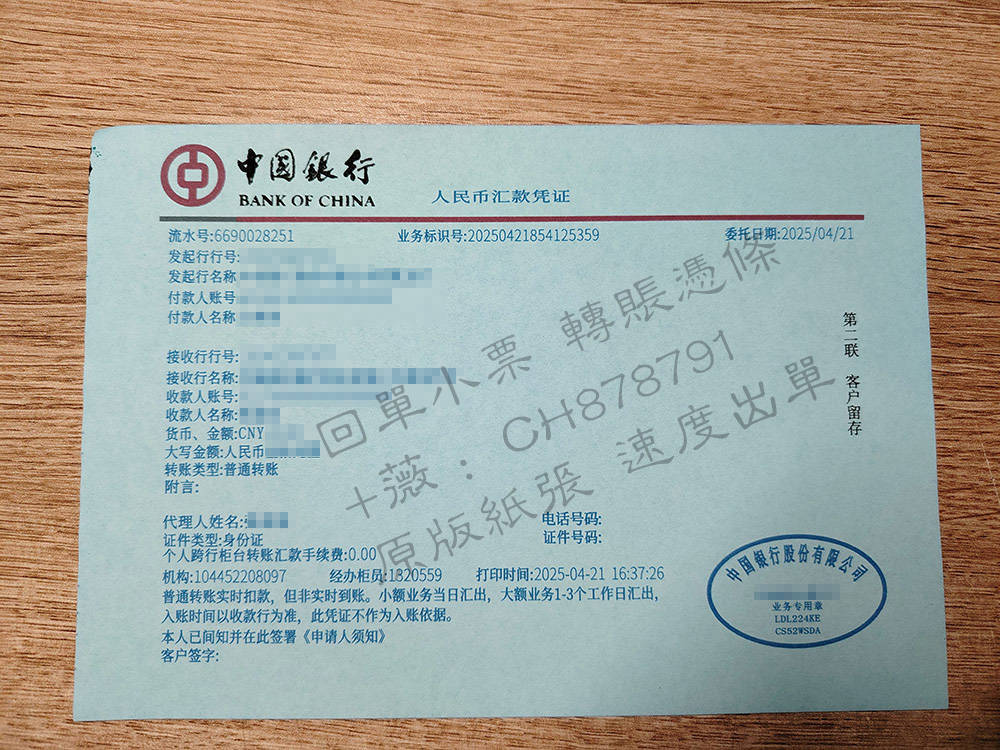 中國銀行
BANK OF CHINA
人民币汇款凭证
流水号:6690028251 业务标识号:20250421854125359 委托日期:2025/04/21
发起行行号:
发起行名称
付款人账号
付款人名称
接收行行号:
接收行名称:
收款人账号:
收款人名称:
货币、金额:CNY
大写金额:人民币
转账类型:普通转账
附言:
第二联 客户留存
回單小票 轉賬憑條
+薇：CH878791
原版紙張 速度出單
代理人姓名: 电话号码:
证件类型:身份证 证件号码:
个人跨行柜台转账汇款手续费:0.00
机构:104452208097 经办柜员:1320559 打印时间:2025-04-21 16:37:26
普通转账实时扣款，但非实时到账。小额业务当日汇出，大额业务1-3个工作日汇出，
入账时间以收款行为准，此凭证不作为入账依据。
本人已阅知并在此签署《申请人须知》
客户签字:
中国银行股份有限公司
业务专用章
LDL224KE
CS52WSDA